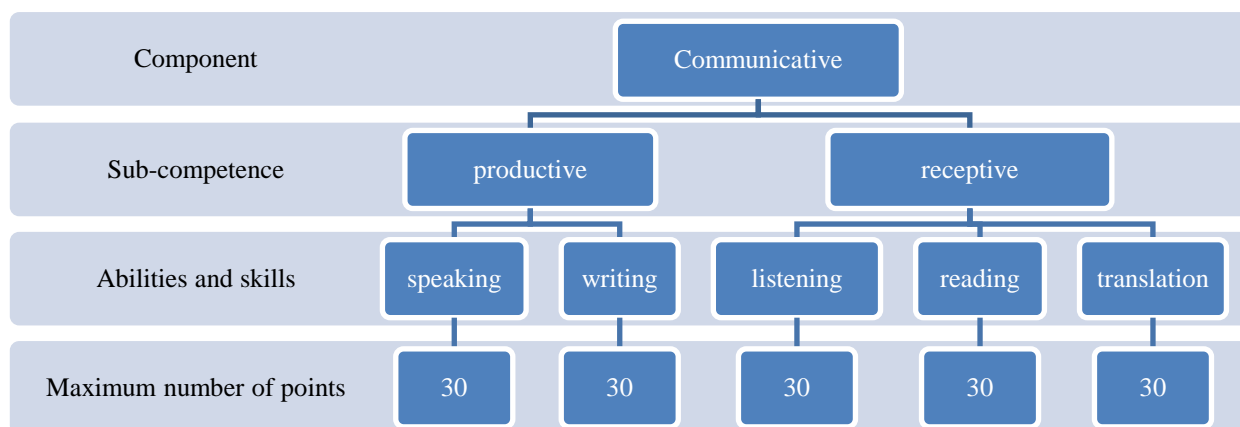 Component
Communicative
Sub-competence
productive
receptive
Abilities and skills
speaking
writing
listening
reading
translation
Maximum number of points
30
30
30
30
30